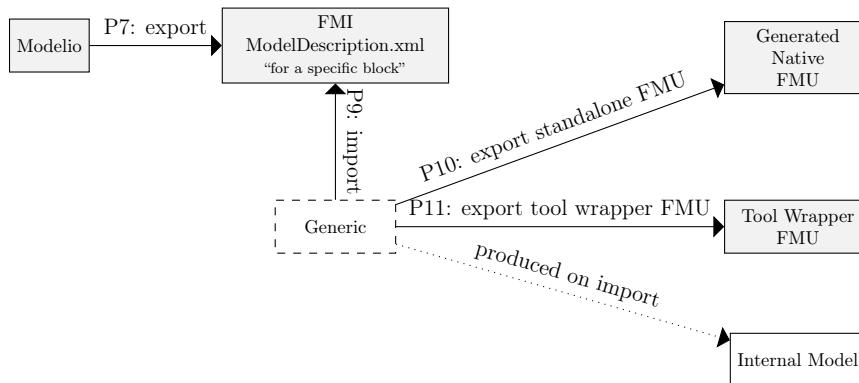 Modelio
P7: export
FMI
ModelDescription.xml
“for a specific block”
Generated
Native
FMU
P9: import
P10: export standalone FMU
Generic
P11: export tool wrapper FMU
Tool Wrapper
FMU
produced on import
Internal Model